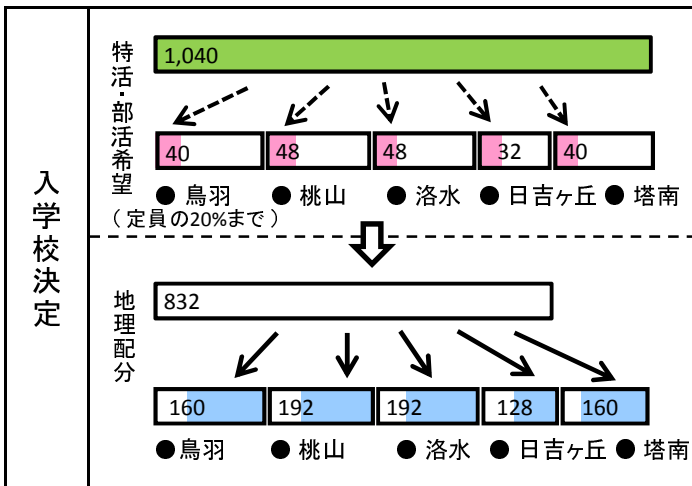 入学校決定
特活・部活希望
1,040
40 48 48 32 40
●鳥羽 ●桃山 ●洛水 ●日吉ヶ丘 ●塔南
（定員の20%まで）
地理配分
832
160 192 192 128 160
●鳥羽 ●桃山 ●洛水 ●日吉ヶ丘 ●塔南